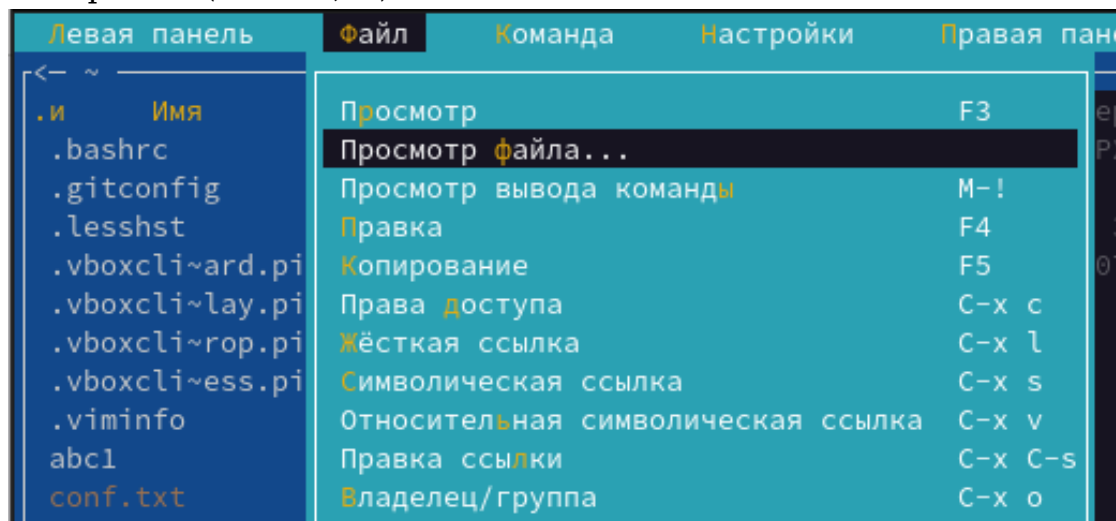 Левая панель Файл Команда Настройки Правая
<— ~
.и Имя Просмотр F3
.bashrc Просмотр файла...
.gitconfig Просмотр вывода команды M-!
.lesshst Правка F4
.vboxcli~ard.pi Копирование F5
.vboxcli~lay.pi Права доступа C-x c
.vboxcli~rop.pi Жёсткая ссылка C-x l
.vboxcli~ess.pi Символическая ссылка C-x s
.viminfo Относительная символическая ссылка C-x v
abc1 Правка ссылки C-x C-s
conf.txt Владелец/группа C-x o